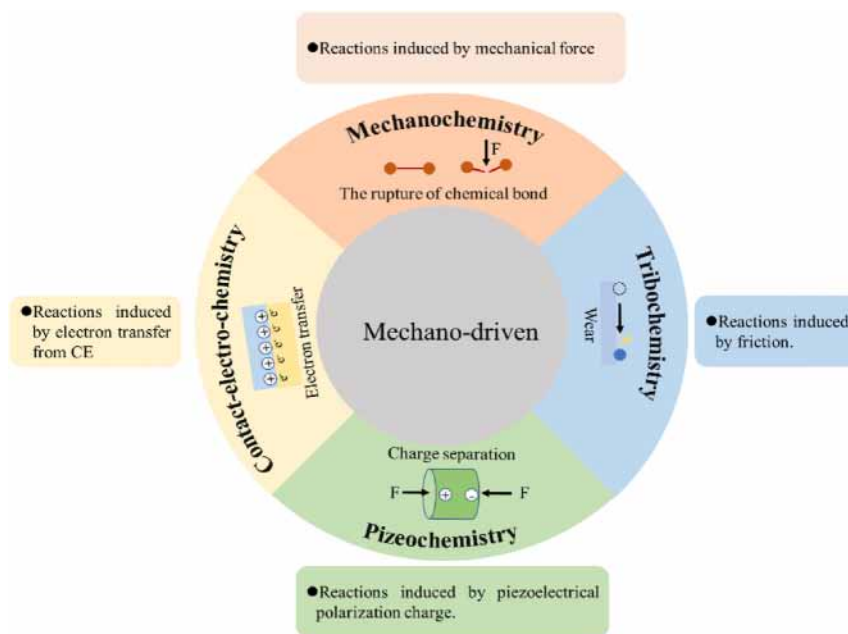 ●Reactions induced by mechanical force
Mechanochemistry
F
The rupture of chemical bond
Contact-electro-chemistry
+
+
+
+
+
e-
e-
e-
e-
e-
Electron transfer
●Reactions induced
by electron transfer
from CE
Mechano-driven
Wear
Tribochemistry
●Reactions induced
by friction.
Charge separation
F + - F
Pizeochemistry
●Reactions induced by piezoelectrical
polarization charge.